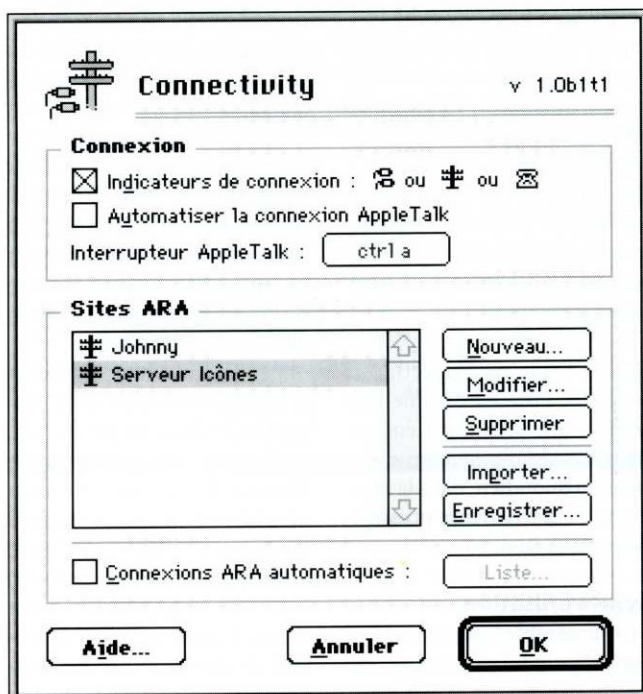 Connectivity v 1.0b1t1
Connexion
Indicateurs de connexion : ou ou
Automatiser la connexion AppleTalk
Interrupteur AppleTalk : ctrl a
Sites ARA
Johnny
Serveur Icônes
Nouveau...
Modifier...
Supprimer
Importer...
Enregistrer...
Connexions ARA automatiques : Liste...
Aide... Annuler OK